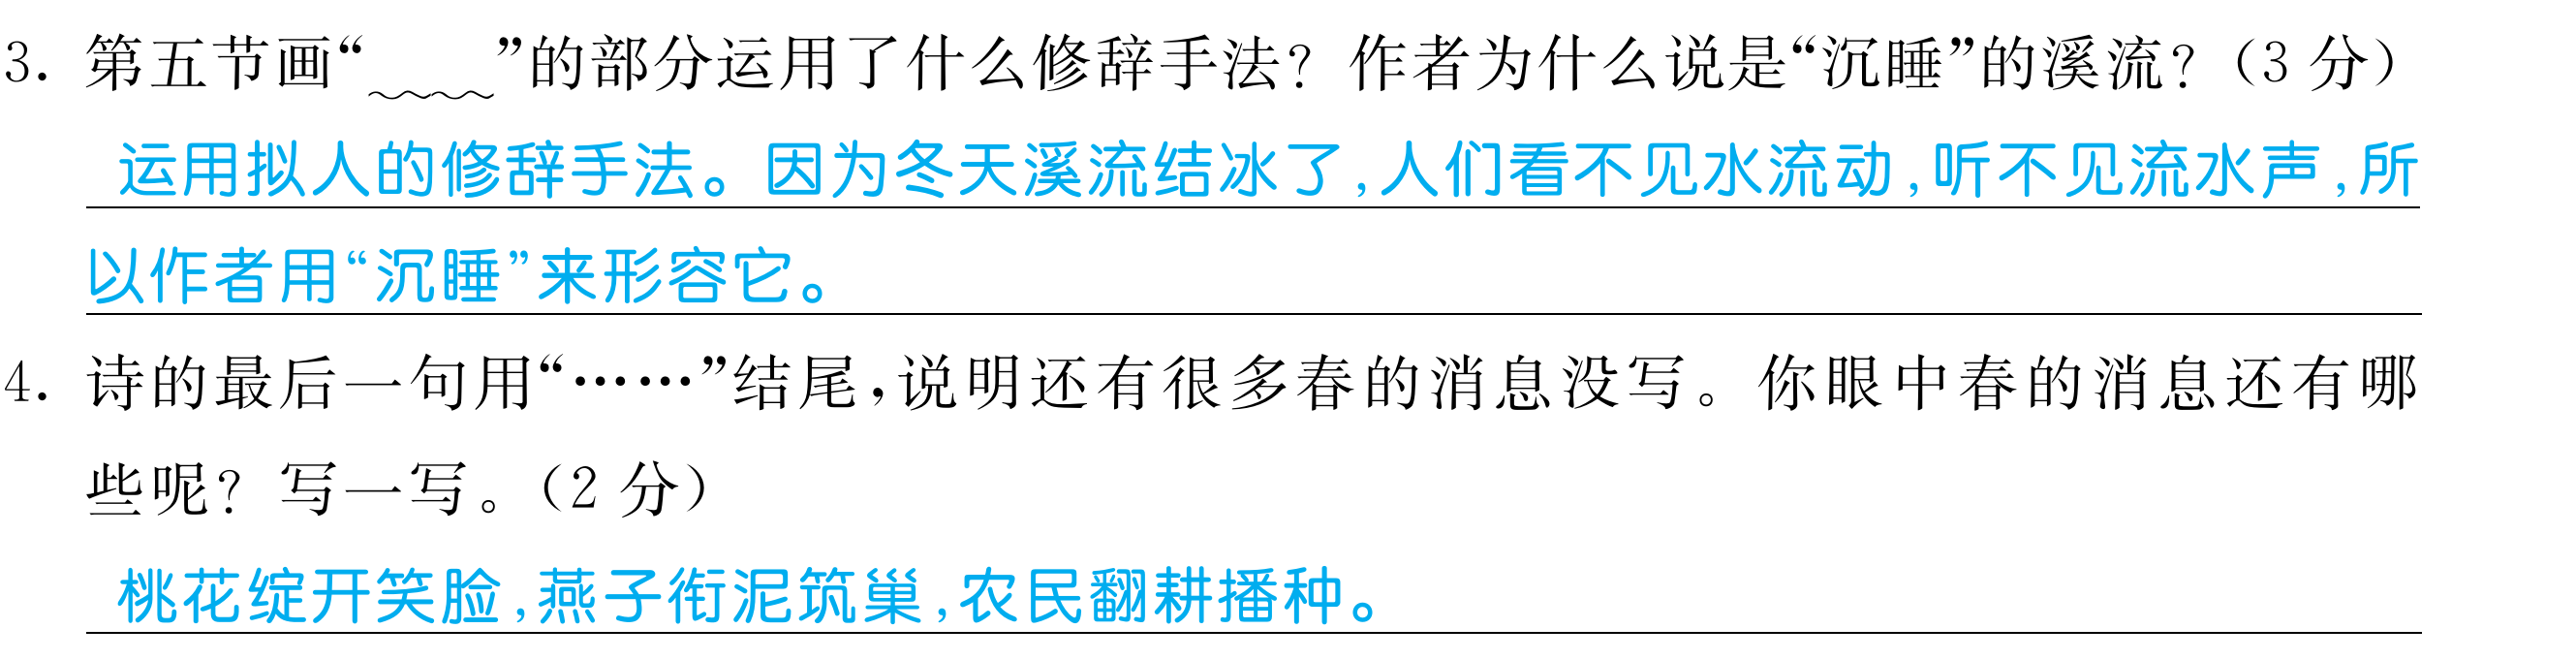 3. 第五节画“﹏﹏”的部分运用了什么修辞手法？作者为什么说是“沉睡”的溪流？（3 分）
运用拟人的修辞手法。因为冬天溪流结冰了,人们看不见水流动,听不见流水声,所
以作者用“沉睡”来形容它。
4. 诗的最后一句用“……”结尾,说明还有很多春的消息没写。你眼中春的消息还有哪
些呢？写一写。（2 分）
桃花绽开笑脸,燕子衔泥筑巢,农民翻耕播种。